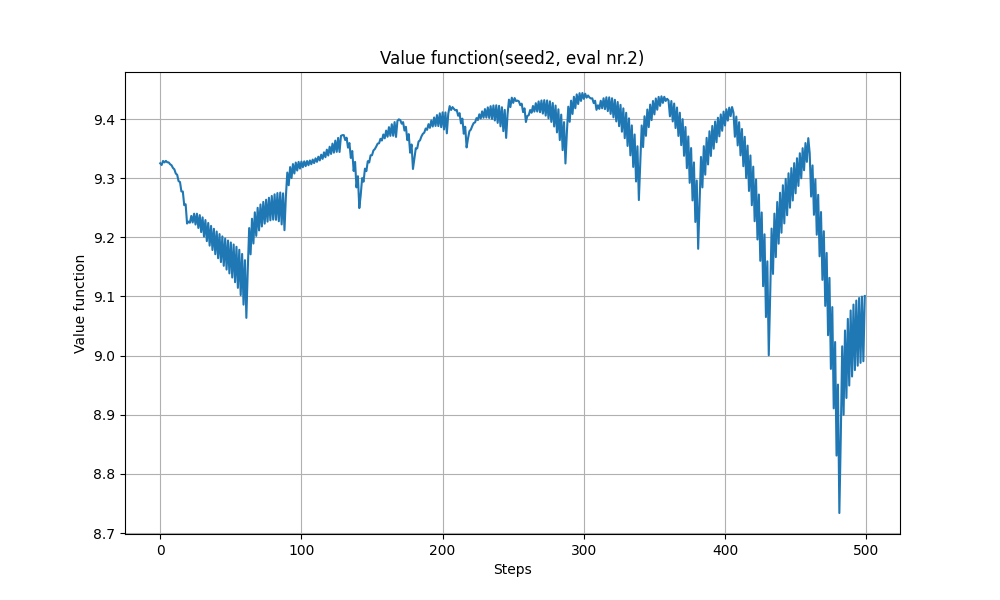 Value function(seed2, eval nr.2)
Value function
9.4
9.3
9.2
9.1
9.0
8.9
8.8
8.7
0 100 200 300 400 500
Steps